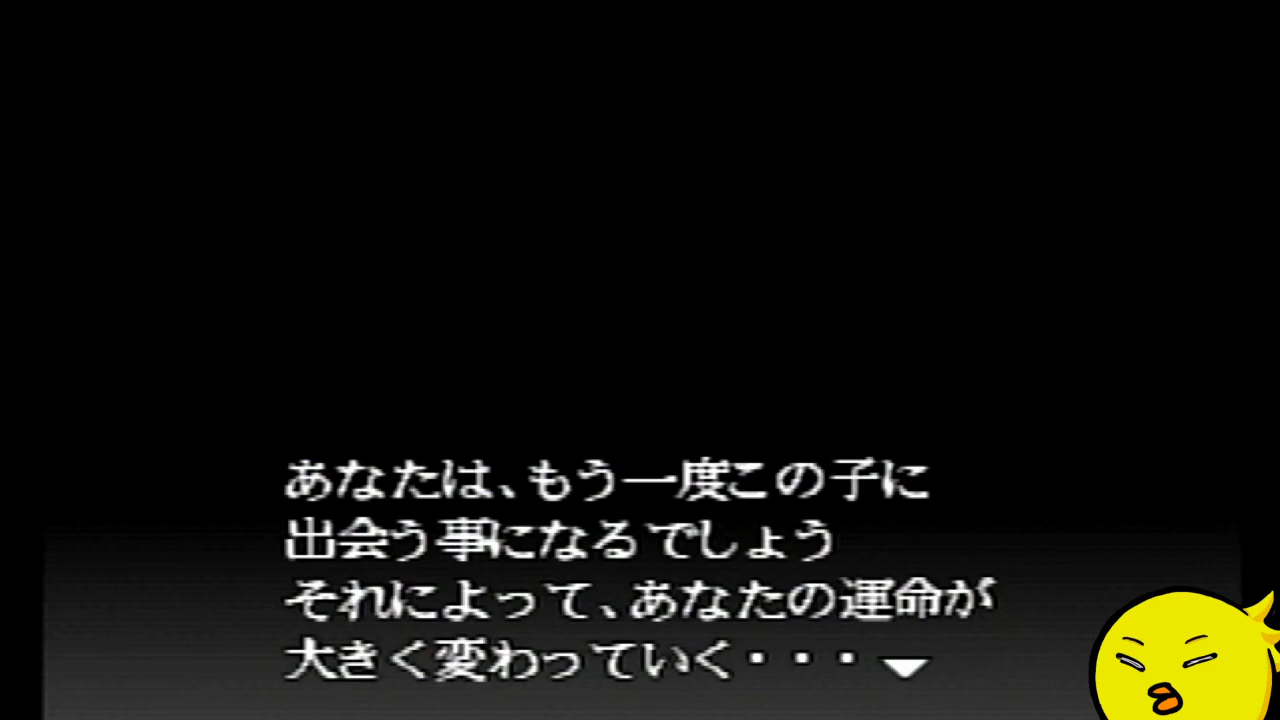 あなたは、もう一度この子に
出会う事になるでしょう
それによって、あなたの運命が
大きく変わっていく・・・